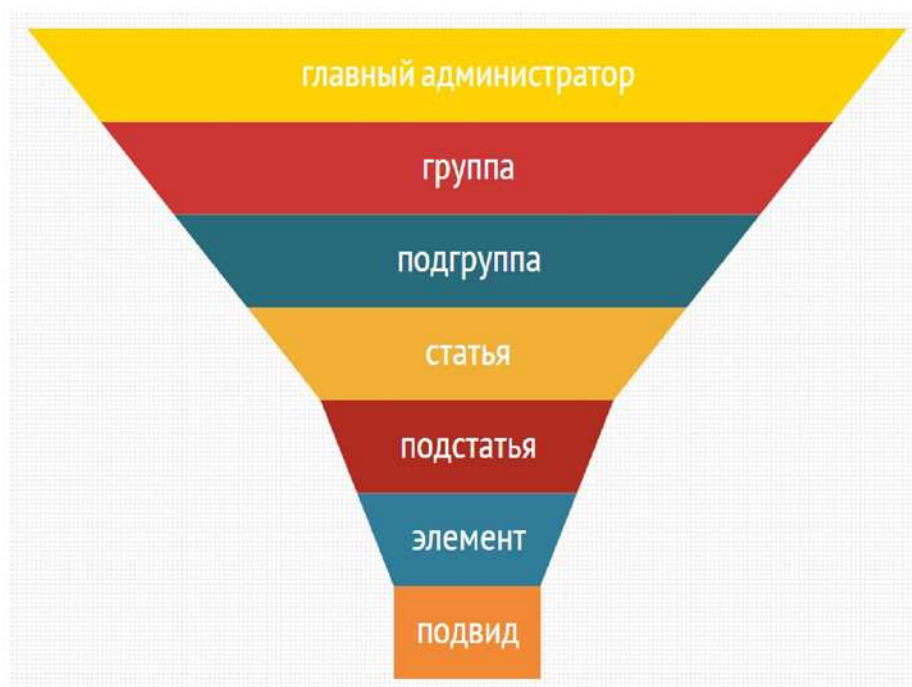 главный администратор
группа
подгруппа
статья
подстатья
элемент
подвид